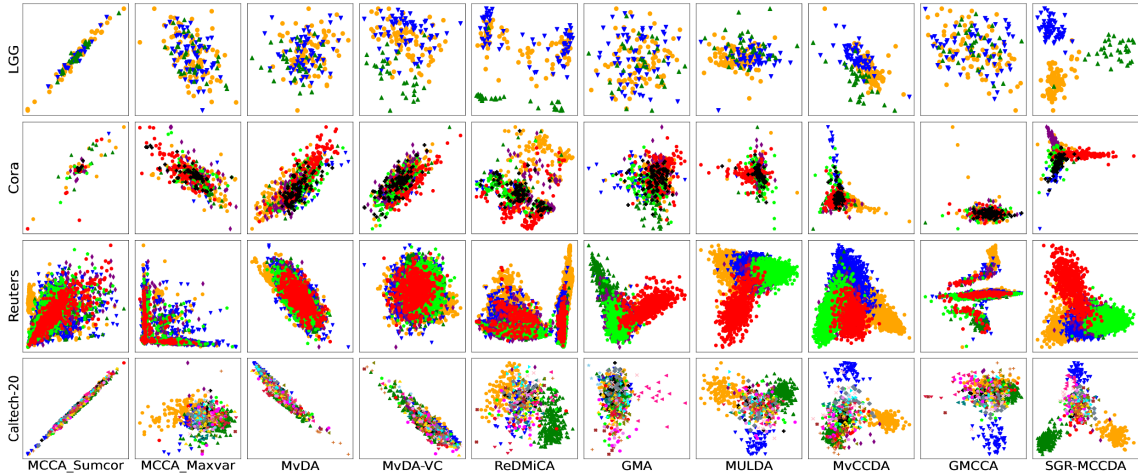 LGG
Cora
Reuters
Caltech-20
MCCA_Sumcor MCCA_Maxvar MvDA MvDA-VC ReDMiCA GMA MULDA MvCCDA GMCCA SGR-MCCDA